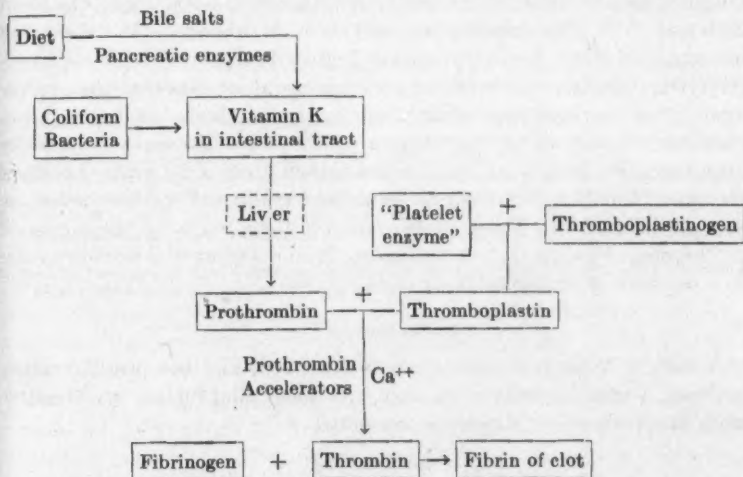 Bile salts
Diet
Pancreatic enzymes
Coliform
Bacteria
Vitamin K
in intestinal tract
Liver
"Platelet
enzyme"
+
Thromboplastinogen
Prothrombin
+
Thromboplastin
Prothrombin
Accelerators
Ca++
Fibrinogen + Thrombin Fibrin of clot